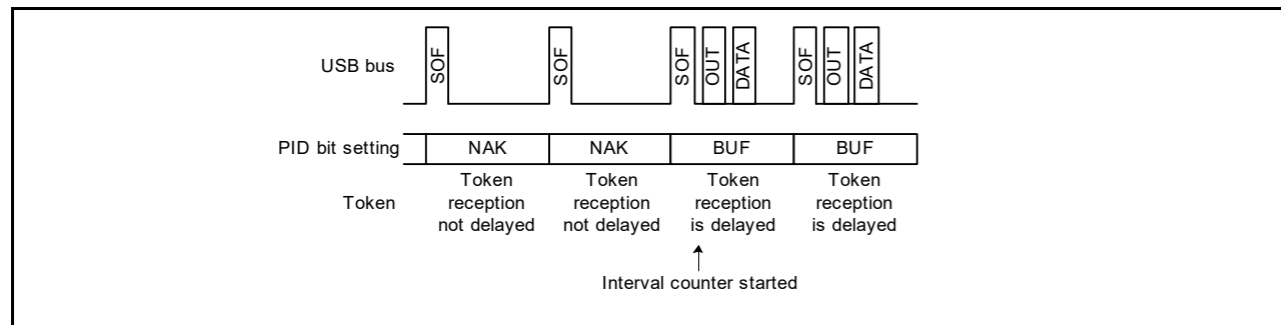 USB bus
SOF
SOF
SOF
OUT
DATA
SOF
OUT
DATA
PID bit setting
NAK
NAK
BUF
BUF
Token
Token
reception
not delayed
Token
reception
not delayed
Token
reception
is delayed
Token
reception
is delayed
Interval counter started